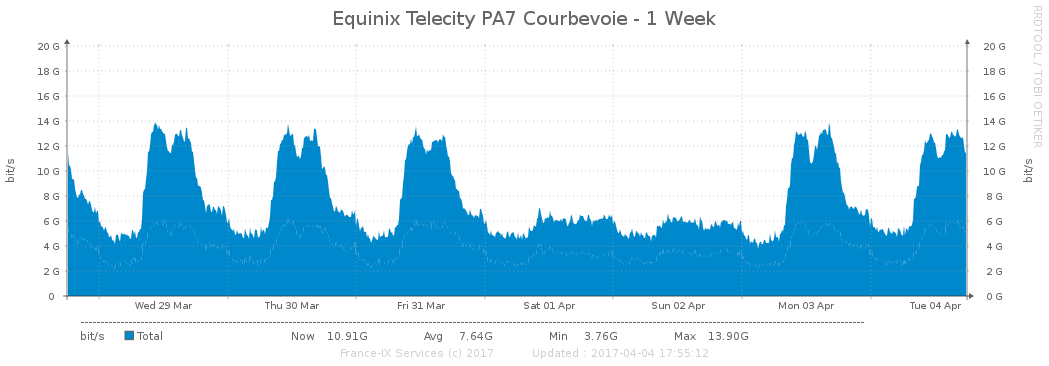 Equinix Telecity PA7 Courbevoie - 1 Week
RRDTOOL / TOBI OETIKER
bit/s
20 G 20 G
18 G 18 G
16 G 16 G
14 G 14 G
12 G 12 G
10 G 10 G
8 G 8 G
6 G 6 G
4 G 4 G
2 G 2 G
0 0 G
bit/s
Wed 29 Mar Thu 30 Mar Fri 31 Mar Sat 01 Apr Sun 02 Apr Mon 03 Apr Tue 04 Apr
bit/s Total Now 10.91G Avg 7.64G Min 3.76G Max 13.90G
France-IX Services (c) 2017 Updated : 2017-04-04 17:55:12